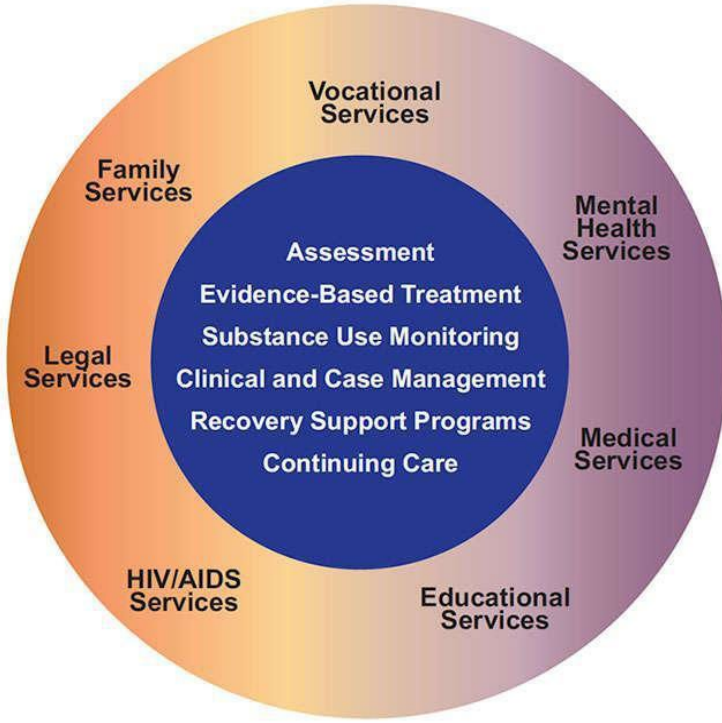 Vocational
Services
Family
Services
Mental
Health
Services
Assessment
Evidence-Based Treatment
Substance Use Monitoring
Clinical and Case Management
Recovery Support Programs
Continuing Care
Legal
Services
Medical
Services
HIV/AIDS
Services
Educational
Services